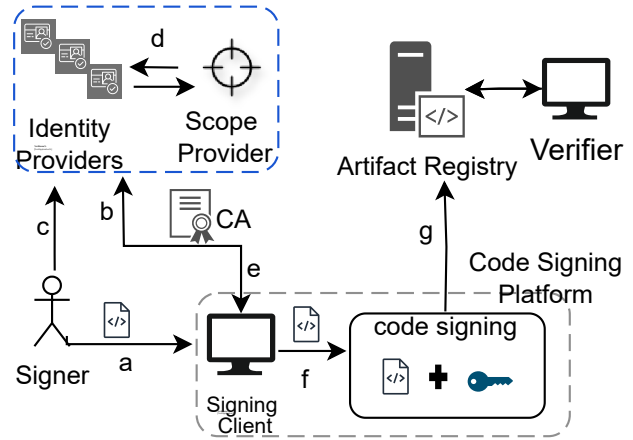 d
Identity
Providers
Scope
Provider
Artifact Registry
</>
Verifier
c
b
CA
e
g
Code Signing
Platform
Signer
</>
a
Signing
Client
</>
f
code signing
</>